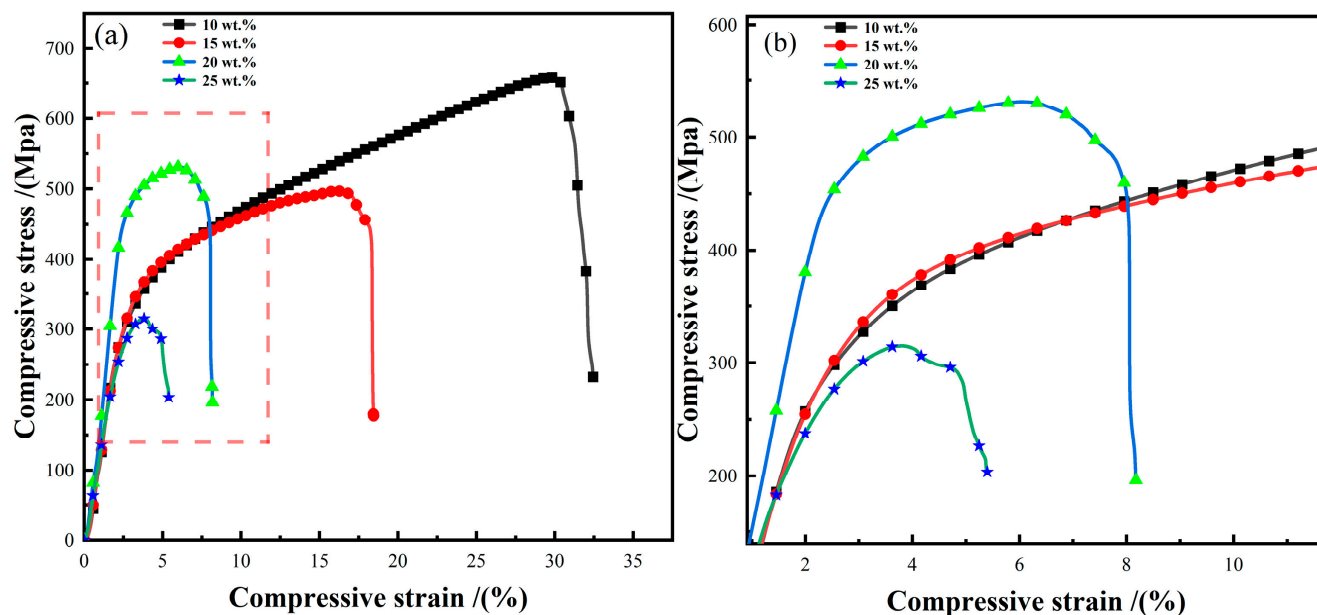 (a)
10 wt.%
15 wt.%
20 wt.%
25 wt.%
Compressive stress /(Mpa)
700
600
500
400
300
200
100
0
0 5 10 15 20 25 30 35
Compressive strain /(%)
(b)
10 wt.%
15 wt.%
20 wt.%
25 wt.%
Compressive stress /(Mpa)
600
500
400
300
200
2 4 6 8 10
Compressive strain /(%)